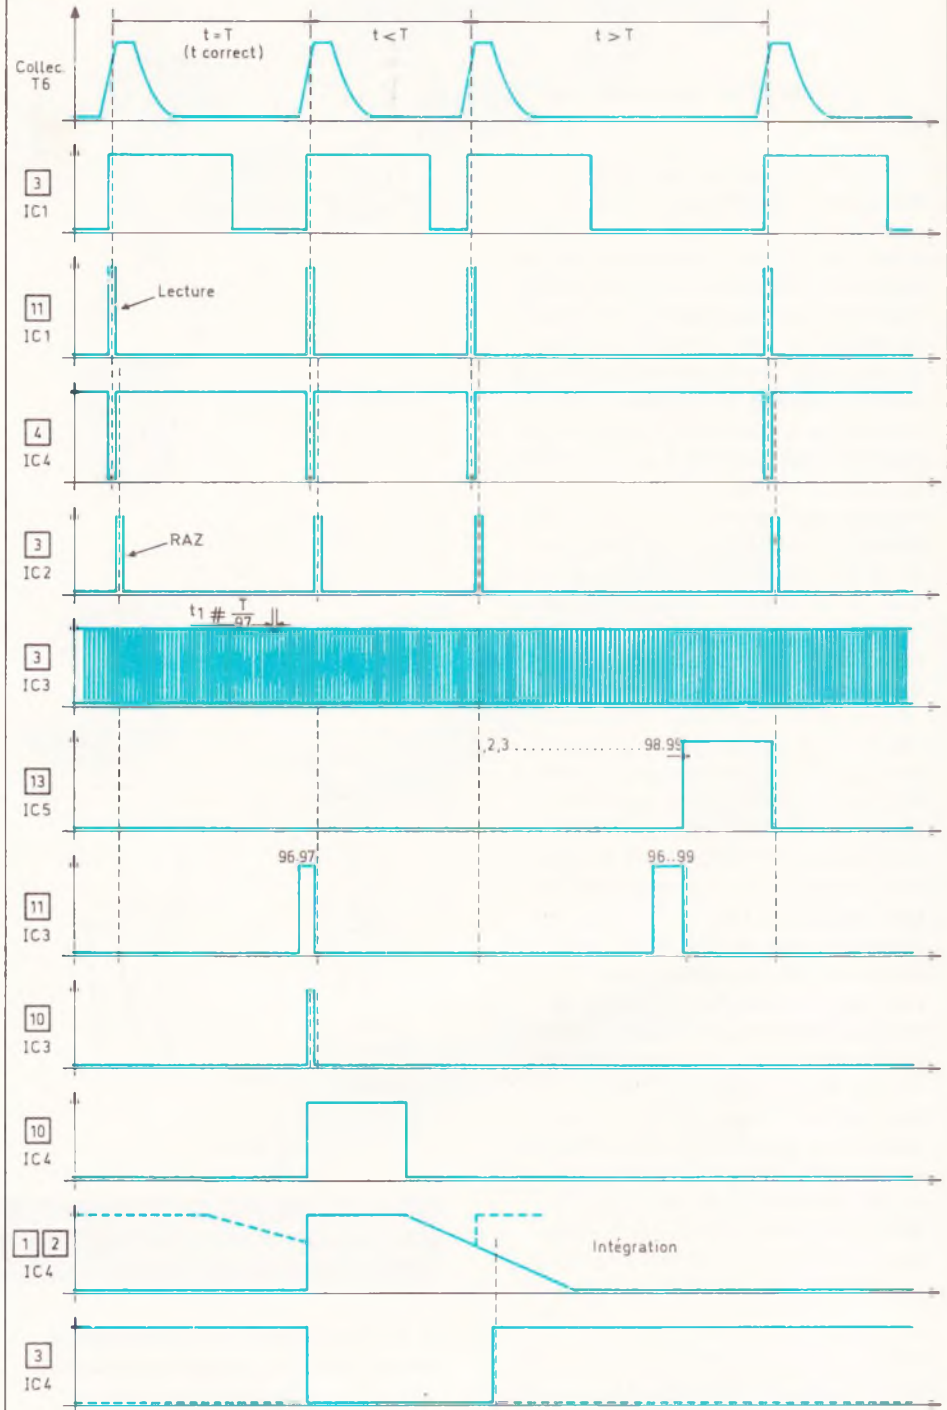 t=T
(t correct)
t < T
t > T
Collec.
T6
3
IC1
11
IC1
Lecture
4
IC4
3
IC2
RAZ
t1 # T/97
3
IC3
,2,3 ............ 98.99
13
IC5
96.97
96..99
11
IC3
10
IC3
10
IC4
1 2
IC4
Intégration
3
IC4